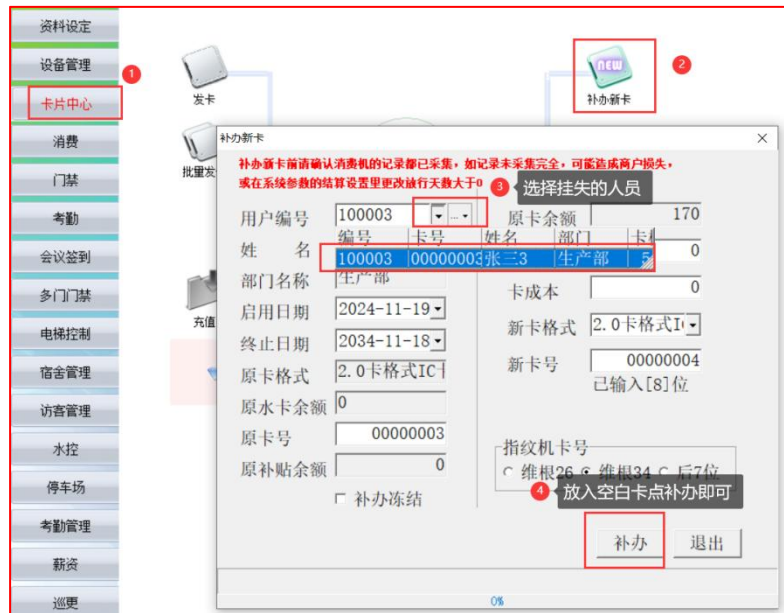 资料设定
设备管理
卡片中心
消费
门禁
考勤
会议签到
多门门禁
电梯控制
宿舍管理
访客管理
水控
停车场
考勤管理
薪资
巡更
1
发卡
NEW
2
补办新卡
充值
补办新卡
补办新卡前请确认消费机的记录都已采集，如记录未采集完全，可能造成商户损失，
或在系统参数的结算设置里更改放行天数大于0
3 选择挂失的人员
用户编号 100003 ... 原卡余额 170
编号 卡号 姓名 部门
姓 名 100003 00000003 张三3 生产部 5 0
部门名称 生产部
卡成本 0
启用日期 2024-11-19
新卡格式 2.0卡格式I
终止日期 2034-11-18
新卡号 00000004
原卡格式 2.0卡格式IC
已输入[8]位
原水卡余额 0
原卡号 00000003
指纹机卡号
原补贴余额 0
维根26 维根34 后7位
4 放入空白卡点补办即可
补办冻结
补办 退出
0%